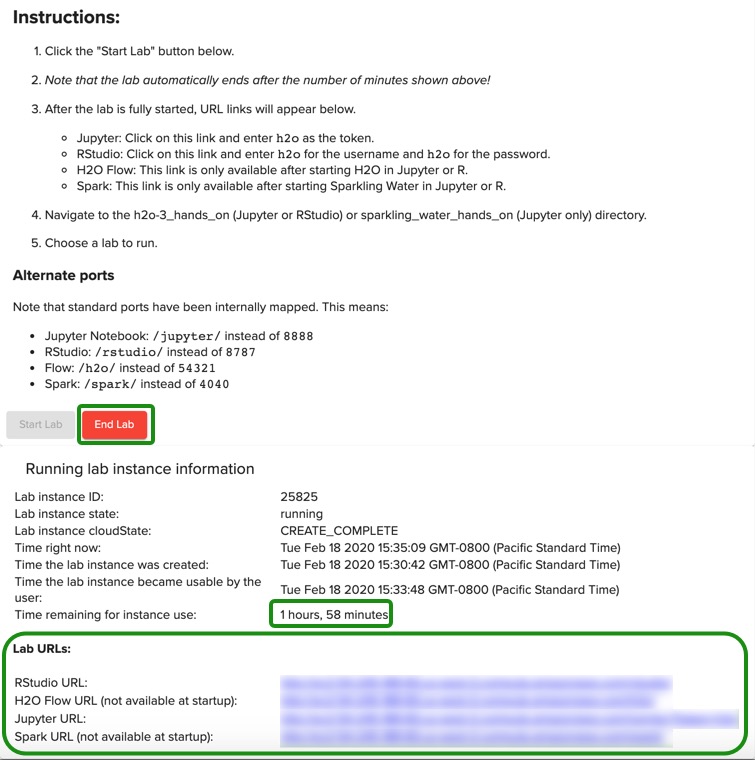 Instructions:
1. Click the "Start Lab" button below.
2. Note that the lab automatically ends after the number of minutes shown above!
3. After the lab is fully started, URL links will appear below.
Jupyter: Click on this link and enter h2o as the token.
RStudio: Click on this link and enter h2o for the username and h2o for the password.
H2O Flow: This link is only available after starting H2O in Jupyter or R.
Spark: This link is only available after starting Sparkling Water in Jupyter or R.
4. Navigate to the h2o-3_hands_on (Jupyter or RStudio) or sparkling_water_hands_on (Jupyter only) directory.
5. Choose a lab to run.
Alternate ports
Note that standard ports have been internally mapped. This means:
Jupyter Notebook: /jupyter/ instead of 8888
RStudio: /rstudio/ instead of 8787
Flow: /h2o/ instead of 54321
Spark: /spark/ instead of 4040
Start Lab End Lab
Running lab instance information
Lab instance ID: 25825
Lab instance state: running
Lab instance cloudState: CREATE_COMPLETE
Time right now: Tue Feb 18 2020 15:35:09 GMT-0800 (Pacific Standard Time)
Time the lab instance was created: Tue Feb 18 2020 15:30:42 GMT-0800 (Pacific Standard Time)
Time the lab instance became usable by the
user: Tue Feb 18 2020 15:33:48 GMT-0800 (Pacific Standard Time)
Time remaining for instance use: 1 hours, 58 minutes
Lab URLs:
RStudio URL:
H2O Flow URL (not available at startup):
Jupyter URL:
Spark URL (not available at startup):